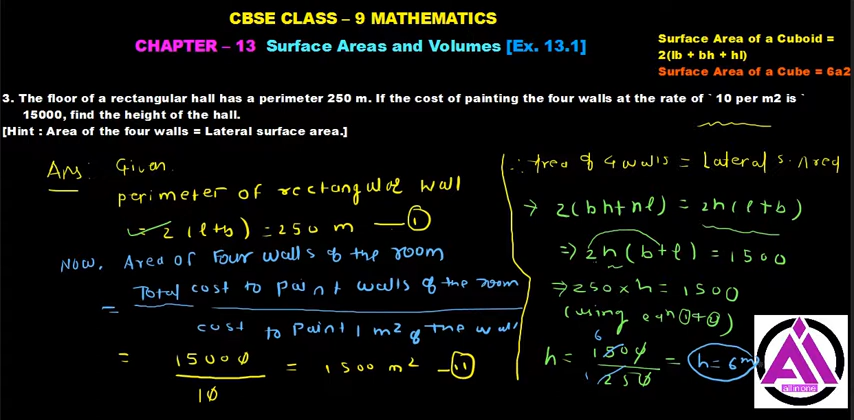 CBSE CLASS – 9 MATHEMATICS
CHAPTER – 13 Surface Areas and Volumes [Ex. 13.1]
Surface Area of a Cuboid =
2(lb + bh + hl)
Surface Area of a Cube = 6a2
3. The floor of a rectangular hall has a perimeter 250 m. If the cost of painting the four walls at the rate of ` 10 per m2 is `
15000, find the height of the hall.
[Hint : Area of the four walls = Lateral surface area.]
Ans: Given
perimeter of rectangular wall
= 2(l+b) = 250 m — (i)
Now, Area of Four walls of the room
= Total cost to paint walls of the room
cost to paint 1 m2 of the wall
= 15000
10
= 1500 m2 — (ii)
∴ Area of 4 walls = Lateral S. Area
→ 2(bh+hl) = 2h(l+b)
⇒ 2h(b+l) = 1500
⇒ 250 × h = 1500
(using eqn (i) + (ii))
6
h = 1500
1 250
= h = 6m
all in one